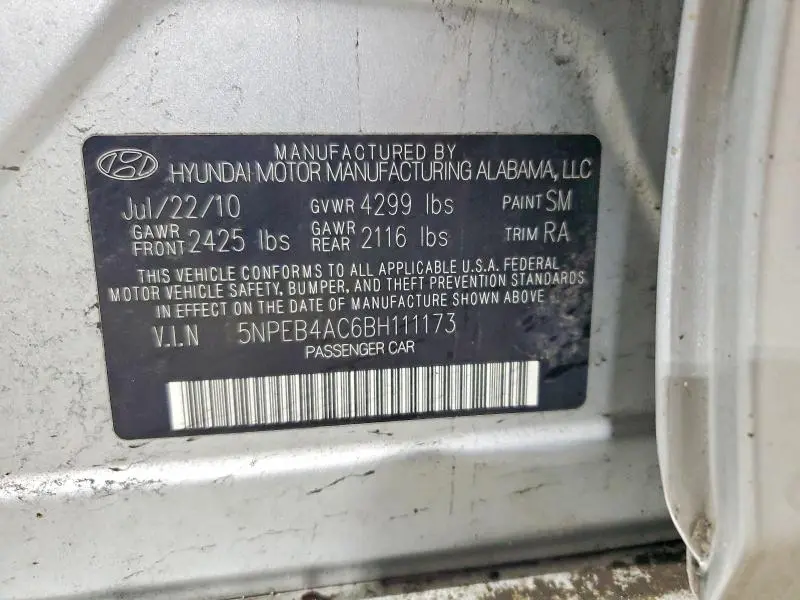 MANUFACTURED BY
HYUNDAI MOTOR MANUFACTURING ALABAMA, LLC
Jul/22/10 GVWR 4299 lbs PAINT SM
GAWR FRONT 2425 lbs GAWR REAR 2116 lbs TRIM RA
THIS VEHICLE CONFORMS TO ALL APPLICABLE U.S.A. FEDERAL
MOTOR VEHICLE SAFETY, BUMPER, AND THEFT PREVENTION STANDARDS
IN EFFECT ON THE DATE OF MANUFACTURE SHOWN ABOVE.
V.I.N 5NPEB4AC6BH111173
PASSENGER CAR